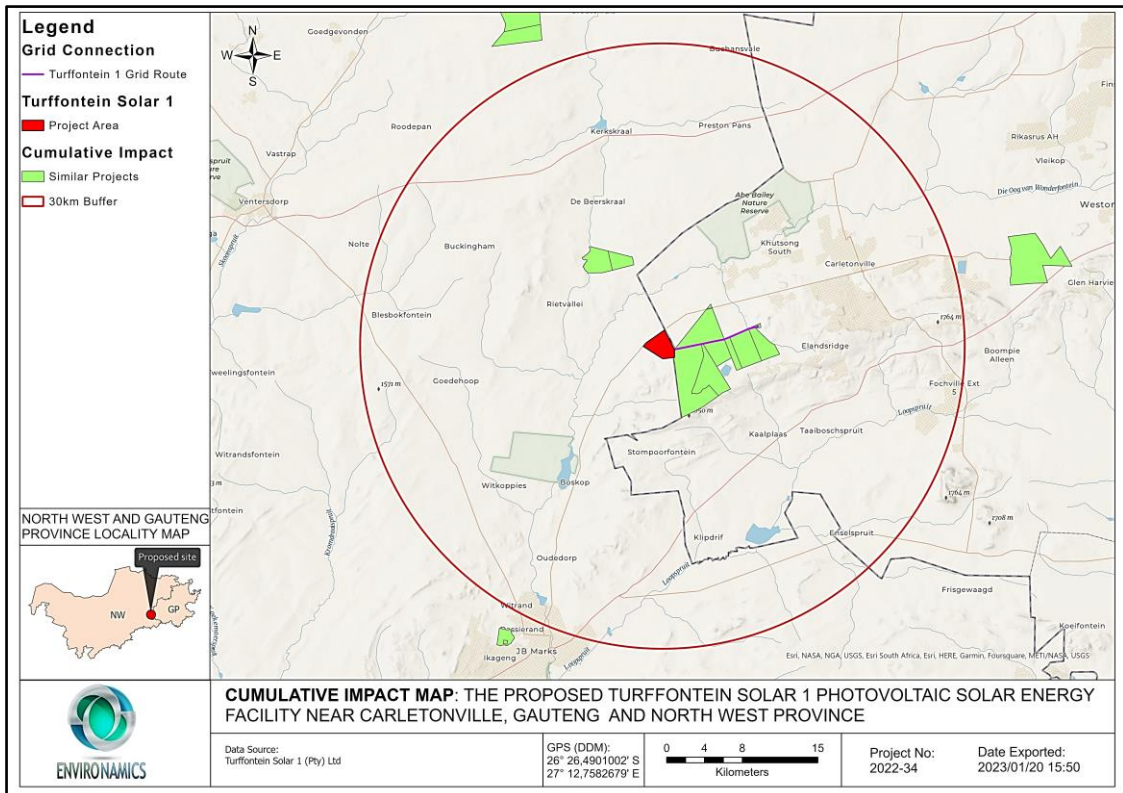 Legend
Grid Connection
Turffontein 1 Grid Route
Turffontein Solar 1
Project Area
Cumulative Impact
Similar Projects
30km Buffer
NORTH WEST AND GAUTENG
PROVINCE LOCALITY MAP
Proposed site
NW
GP
N
W
E
S
Goedgevonden
Buchansvale
Roodepan
Kerkskraal
Preston Pans
Rikasrus AH
Vleikop
Vastrap
Ventersdorp
Die Oog van Wonderfontein
De Beerskraal
Abe Bailey
Nature
Reserve
Khutsong
South
Carletonville
Nolte
Buckingham
Skoonspruit
Glen Harvie
Rietvallei
Blesbokfontein
1764 m
Elandsridge
Boompie
Alleen
Goedehoop
1571 m
Fochville Ext
5
Loopspruit
Kaalplaas
Taaiboschspruit
Stompoorfontein
Witrandsfontein
Witkoppies
Boskop
1764 m
1708 m
Kromdraaispruit
Klipdrif
Enselspruit
Oudedorp
Loopspruit
Frisgewaagd
Witrand
Dassierand
JB Marks
Ikageng
Loopspruit
Koeifontein
Esri, NASA, NGA, USGS, Esri South Africa, Esri, HERE, Garmin, Foursquare, METI/NASA, USGS
ENVIRONAMICS
CUMULATIVE IMPACT MAP: THE PROPOSED TURFFONTEIN SOLAR 1 PHOTOVOLTAIC SOLAR ENERGY
FACILITY NEAR CARLETONVILLE, GAUTENG AND NORTH WEST PROVINCE
Data Source:
Turffontein Solar 1 (Pty) Ltd
GPS (DDM):
26° 26,4901002' S
27° 12,7582679' E
0 4 8 15
Kilometers
Project No:
2022-34
Date Exported:
2023/01/20 15:50